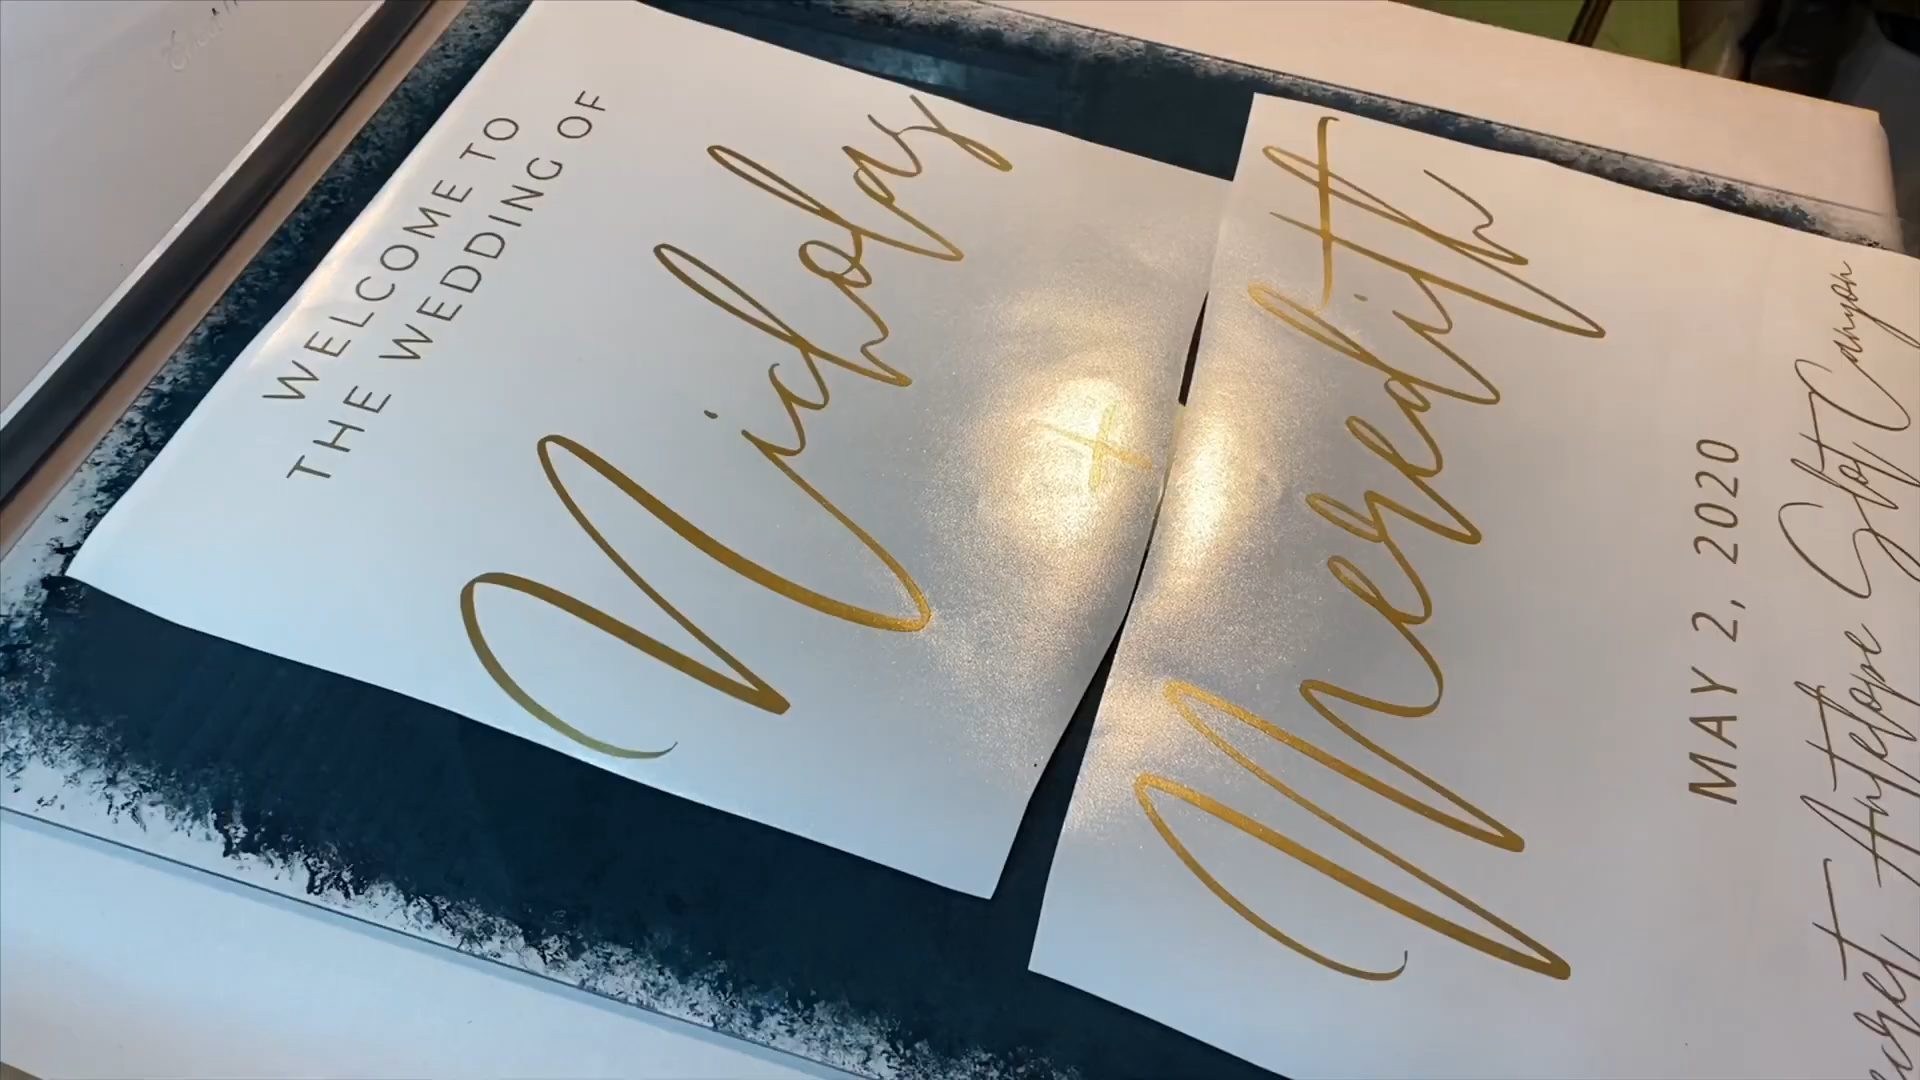 WELCOME TO
THE WEDDING OF
Nicholas
+
Meredith
MAY 2, 2020
Antelope Slot Canyon